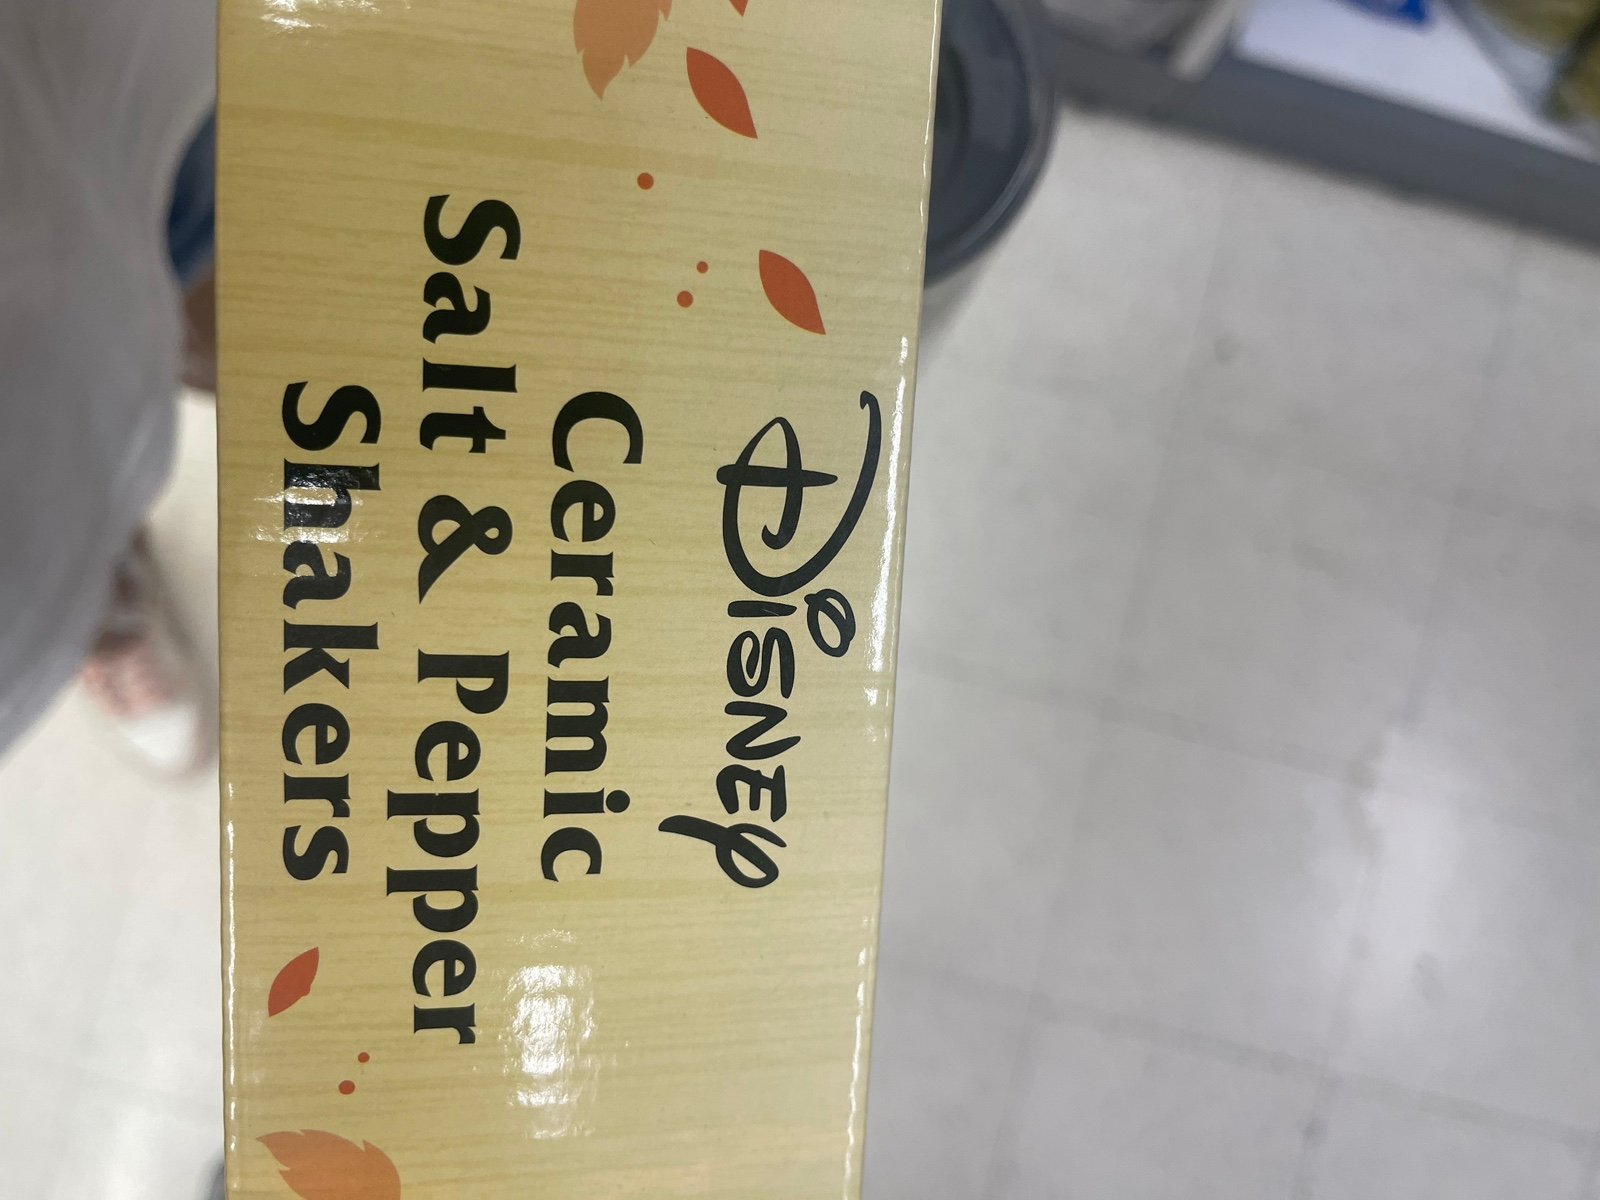 Disney
Ceramic
Salt & Pepper
Shakers